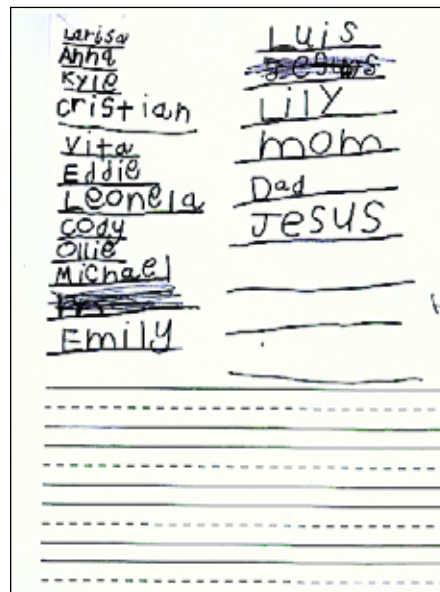 Larisa
Anna
Kyle
Cristian
Vita
Eddie
Leonela
Cody
Ollie
Michael
Emily
Luis
Lily
mom
Dad
Jesus